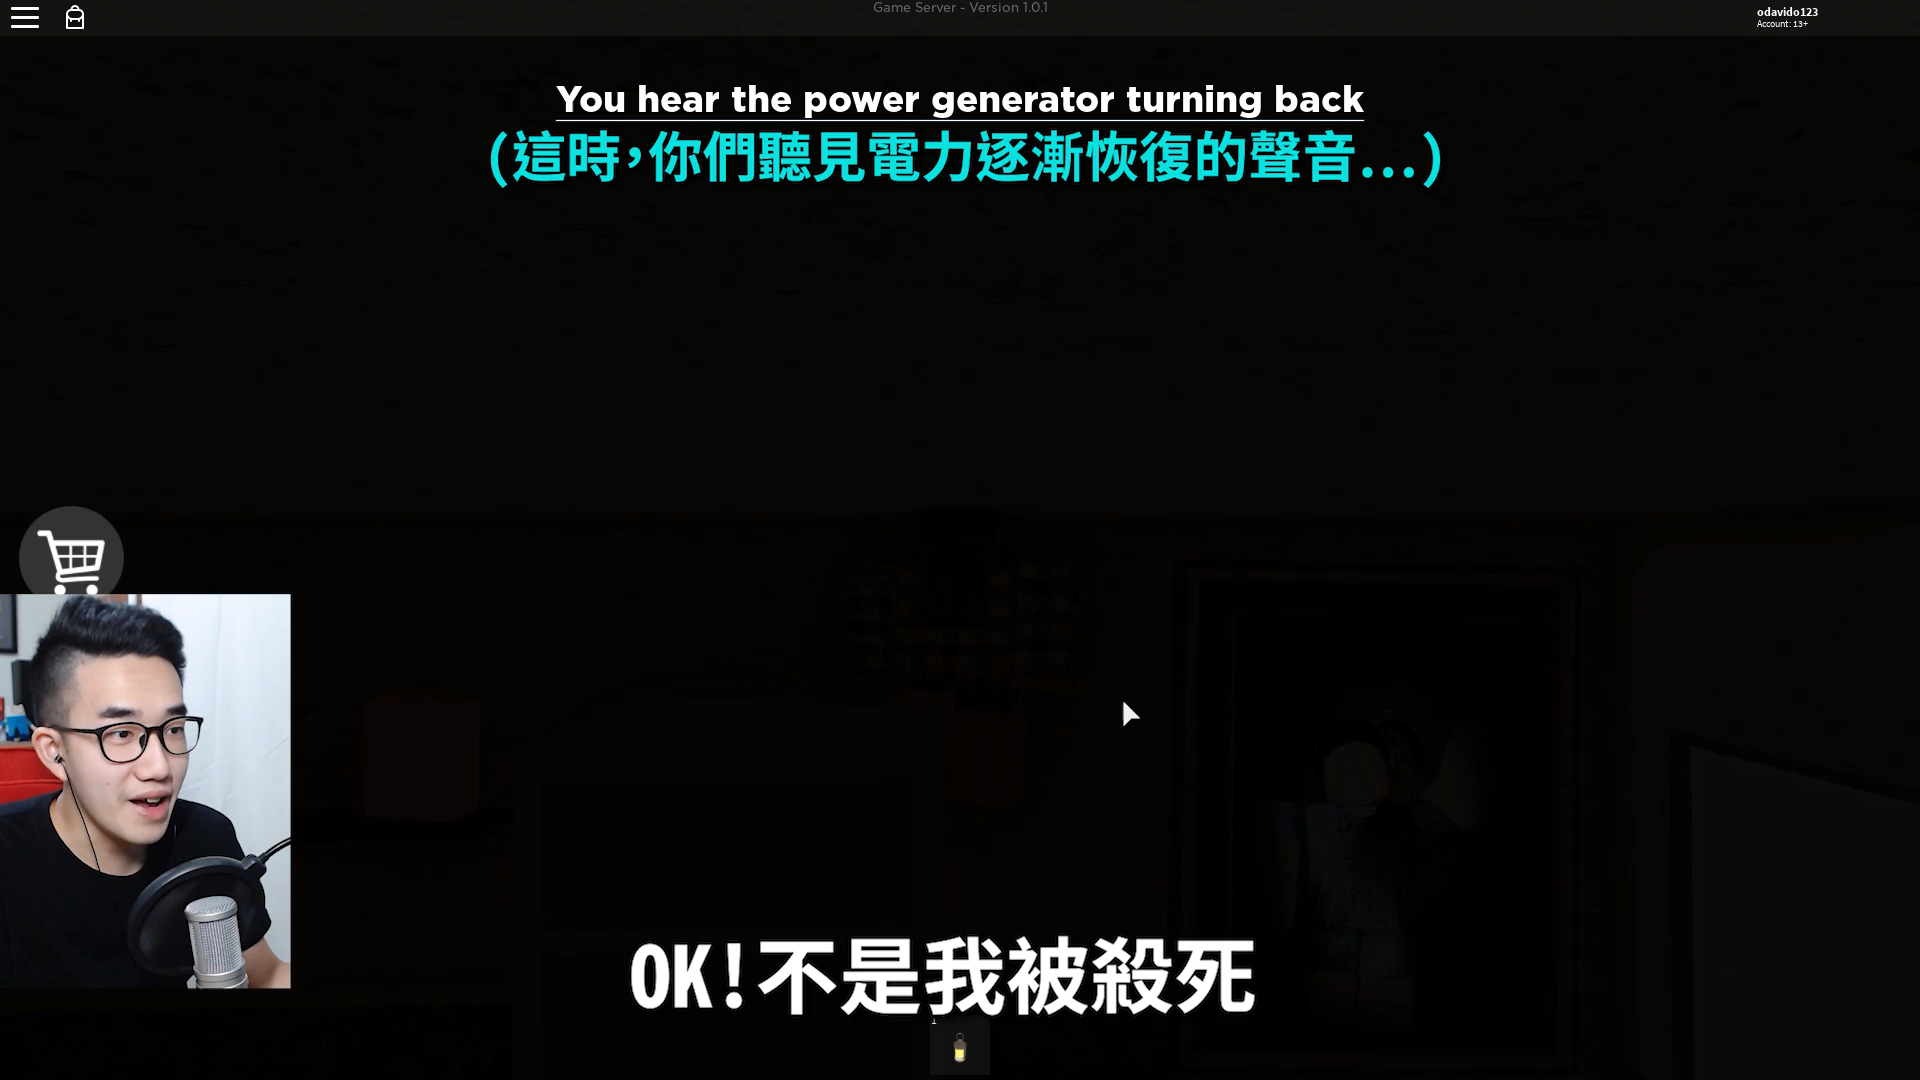 Game Server - Version 1.0.1
odavido123
Account: 13+
You hear the power generator turning back
(這時,你們聽見電力逐漸恢復的聲音...)
OK!不是我被殺死
1